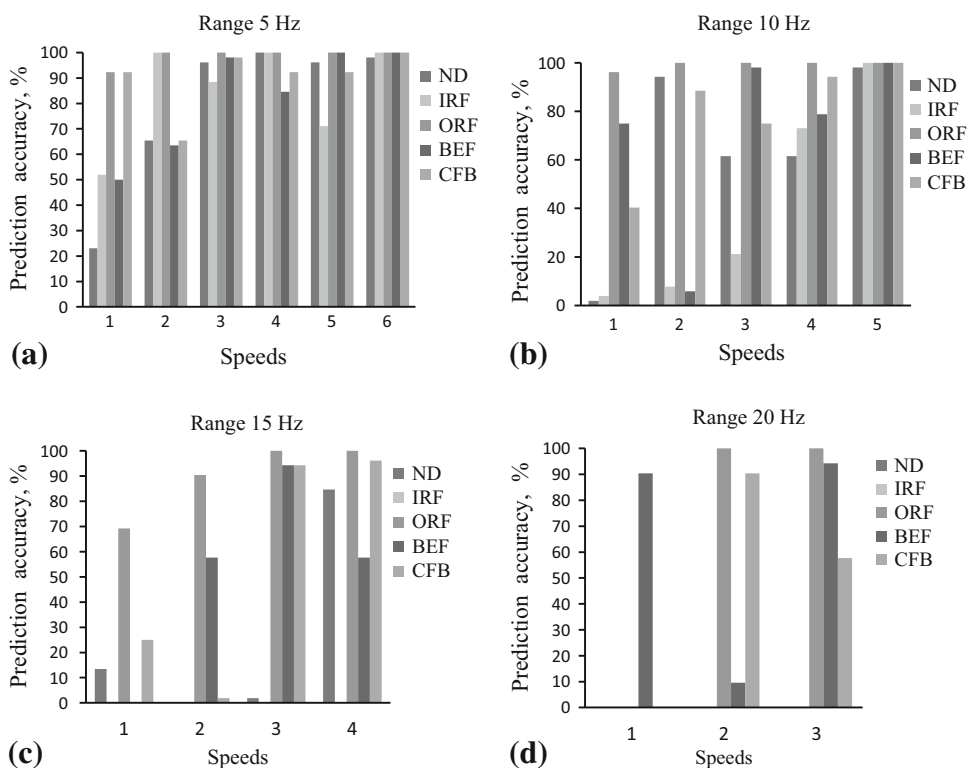 Range 5 Hz
Prediction accuracy, %
100
90
80
70
60
50
40
30
20
10
0
1 2 3 4 5 6
Speeds
ND
IRF
ORF
BEF
CFB
(a)
Range 10 Hz
Prediction accuracy, %
100
80
60
40
20
0
1 2 3 4 5
Speeds
ND
IRF
ORF
BEF
CFB
(b)
Range 15 Hz
Prediction accuracy, %
100
90
80
70
60
50
40
30
20
10
0
1 2 3 4
Speeds
ND
IRF
ORF
BEF
CFB
(c)
Range 20 Hz
Prediction accuracy, %
100
90
80
70
60
50
40
30
20
10
0
1 2 3
Speeds
ND
IRF
ORF
BEF
CFB
(d)